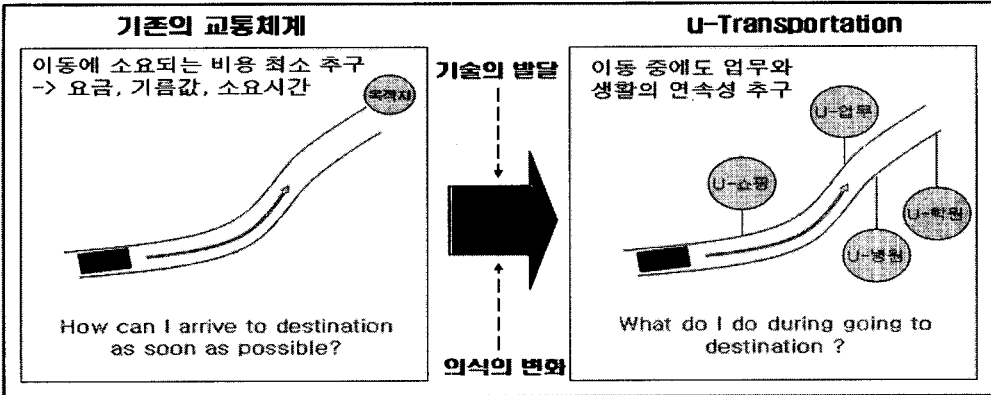 기존의 교통체계
이동에 소요되는 비용 최소 추구
-> 요금, 기름값, 소요시간
목적지
How can I arrive to destination
as soon as possible?
기술의 발달
의식의 변화
u-Transportation
이동 중에도 업무와
생활의 연속성 추구
U-업무
U-쇼핑
U-학원
U-병원
What do I do during going to
destination ?